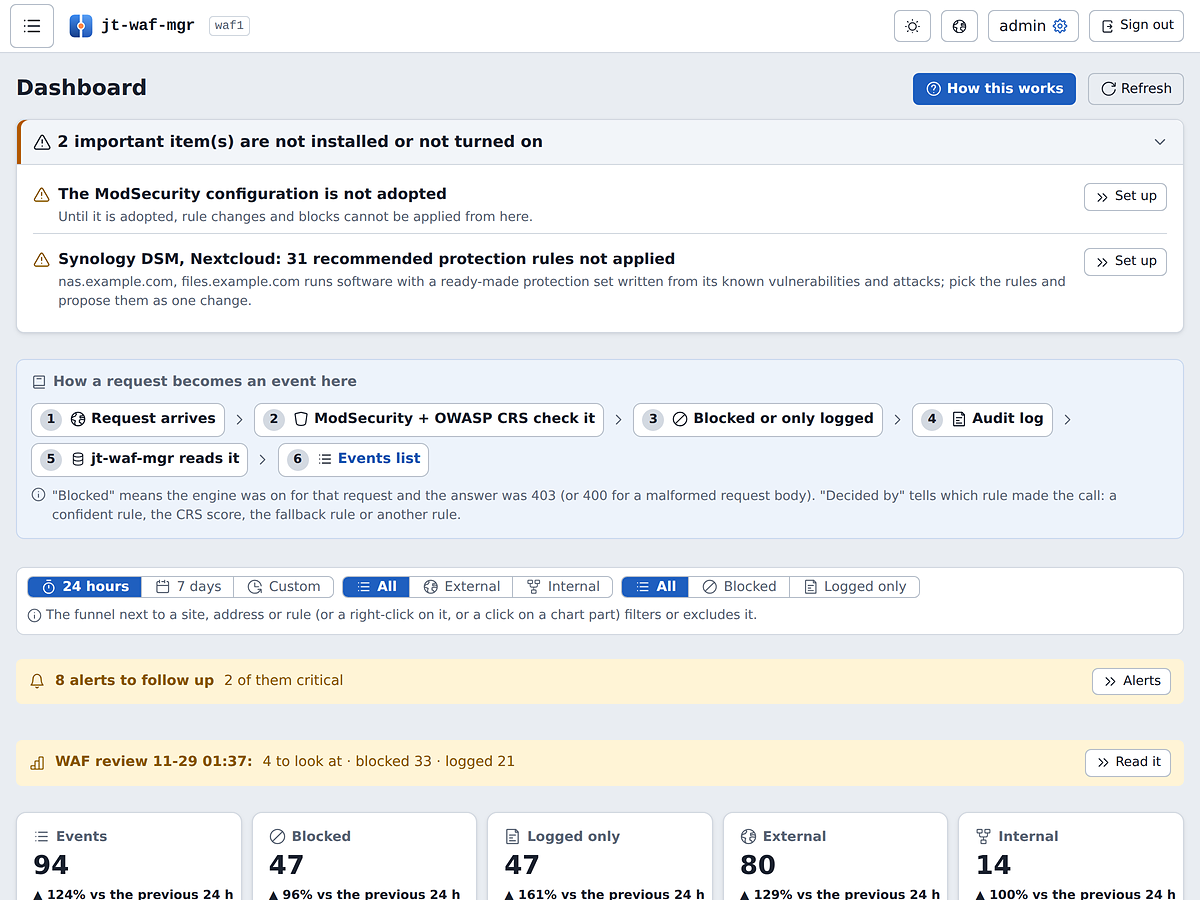 jt-waf-mgr waf1 admin Sign out
Dashboard How this works Refresh
2 important item(s) are not installed or not turned on
The ModSecurity configuration is not adopted Set up
Until it is adopted, rule changes and blocks cannot be applied from here.
Synology DSM, Nextcloud: 31 recommended protection rules not applied Set up
nas.example.com, files.example.com runs software with a ready-made protection set written from its known vulnerabilities and attacks; pick the rules and
propose them as one change.
How a request becomes an event here
1 Request arrives 2 ModSecurity + OWASP CRS check it 3 Blocked or only logged 4 Audit log
5 jt-waf-mgr reads it 6 Events list
"Blocked" means the engine was on for that request and the answer was 403 (or 400 for a malformed request body). "Decided by" tells which rule made the call: a
confident rule, the CRS score, the fallback rule or another rule.
24 hours 7 days Custom All External Internal All Blocked Logged only
The funnel next to a site, address or rule (or a right-click on it, or a click on a chart part) filters or excludes it.
8 alerts to follow up 2 of them critical Alerts
WAF review 11-29 01:37: 4 to look at · blocked 33 · logged 21 Read it
Events Blocked Logged only External Internal
94 47 47 80 14
▲ 124% vs the previous 24 h ▲ 96% vs the previous 24 h ▲ 161% vs the previous 24 h ▲ 129% vs the previous 24 h ▲ 100% vs the previous 24 h